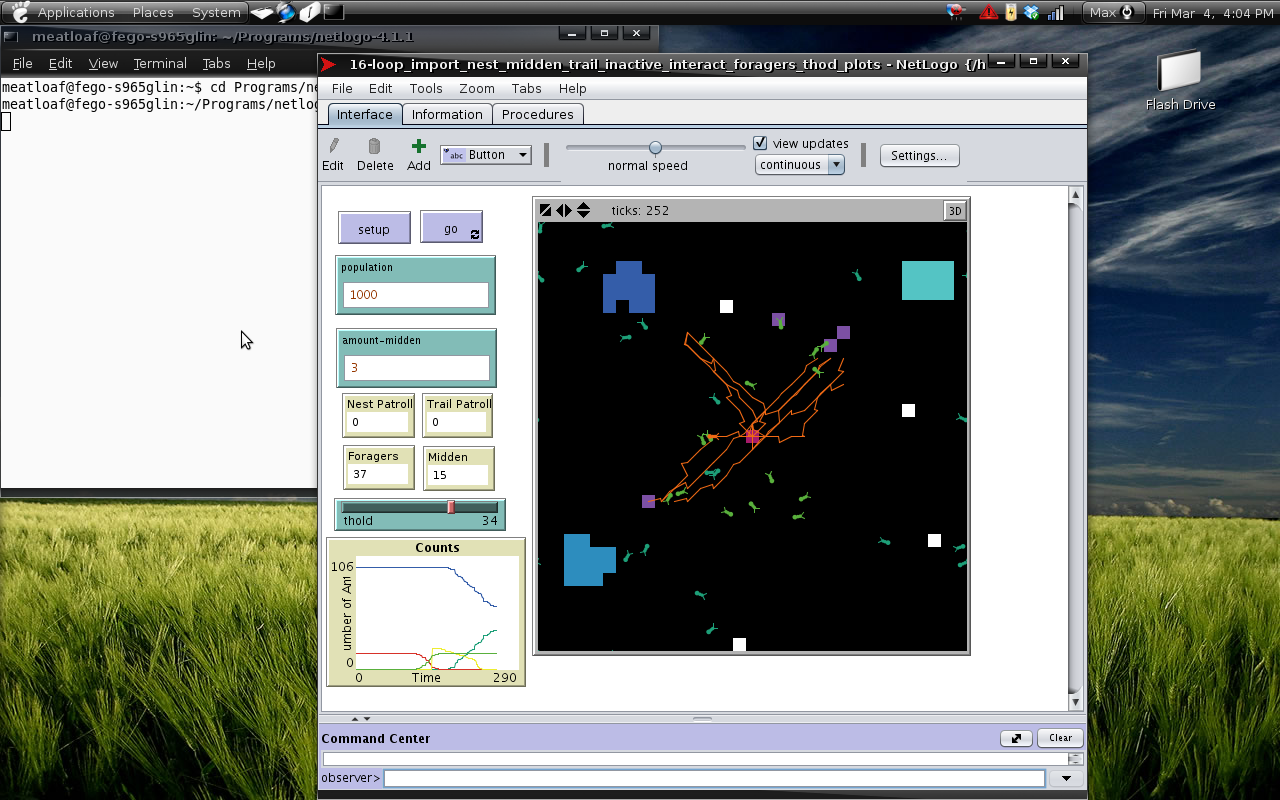 Applications Places System
Max Fri Mar 4, 4:04 PM
meatloaf@fego-s965glin: ~/Programs/netlogo-4.1.1
File Edit View Terminal Tabs Help
meatloaf@fego-s965glin:~$ cd Programs/ne
meatloaf@fego-s965glin:~/Programs/netlog
Flash Drive
16-loop_import_nest_midden_trail_inactive_interact_foragers_thod_plots - NetLogo {/h
File Edit Tools Zoom Tabs Help
Interface Information Procedures
Edit Delete Add abc Button normal speed view updates continuous Settings...
setup go
ticks: 252 3D
population
1000
amount-midden
3
Nest Patroll Trail Patroll
0 0
Foragers Midden
37 15
thold 34
Counts
106
umber of An
0
0 Time 290
Command Center Clear
observer>